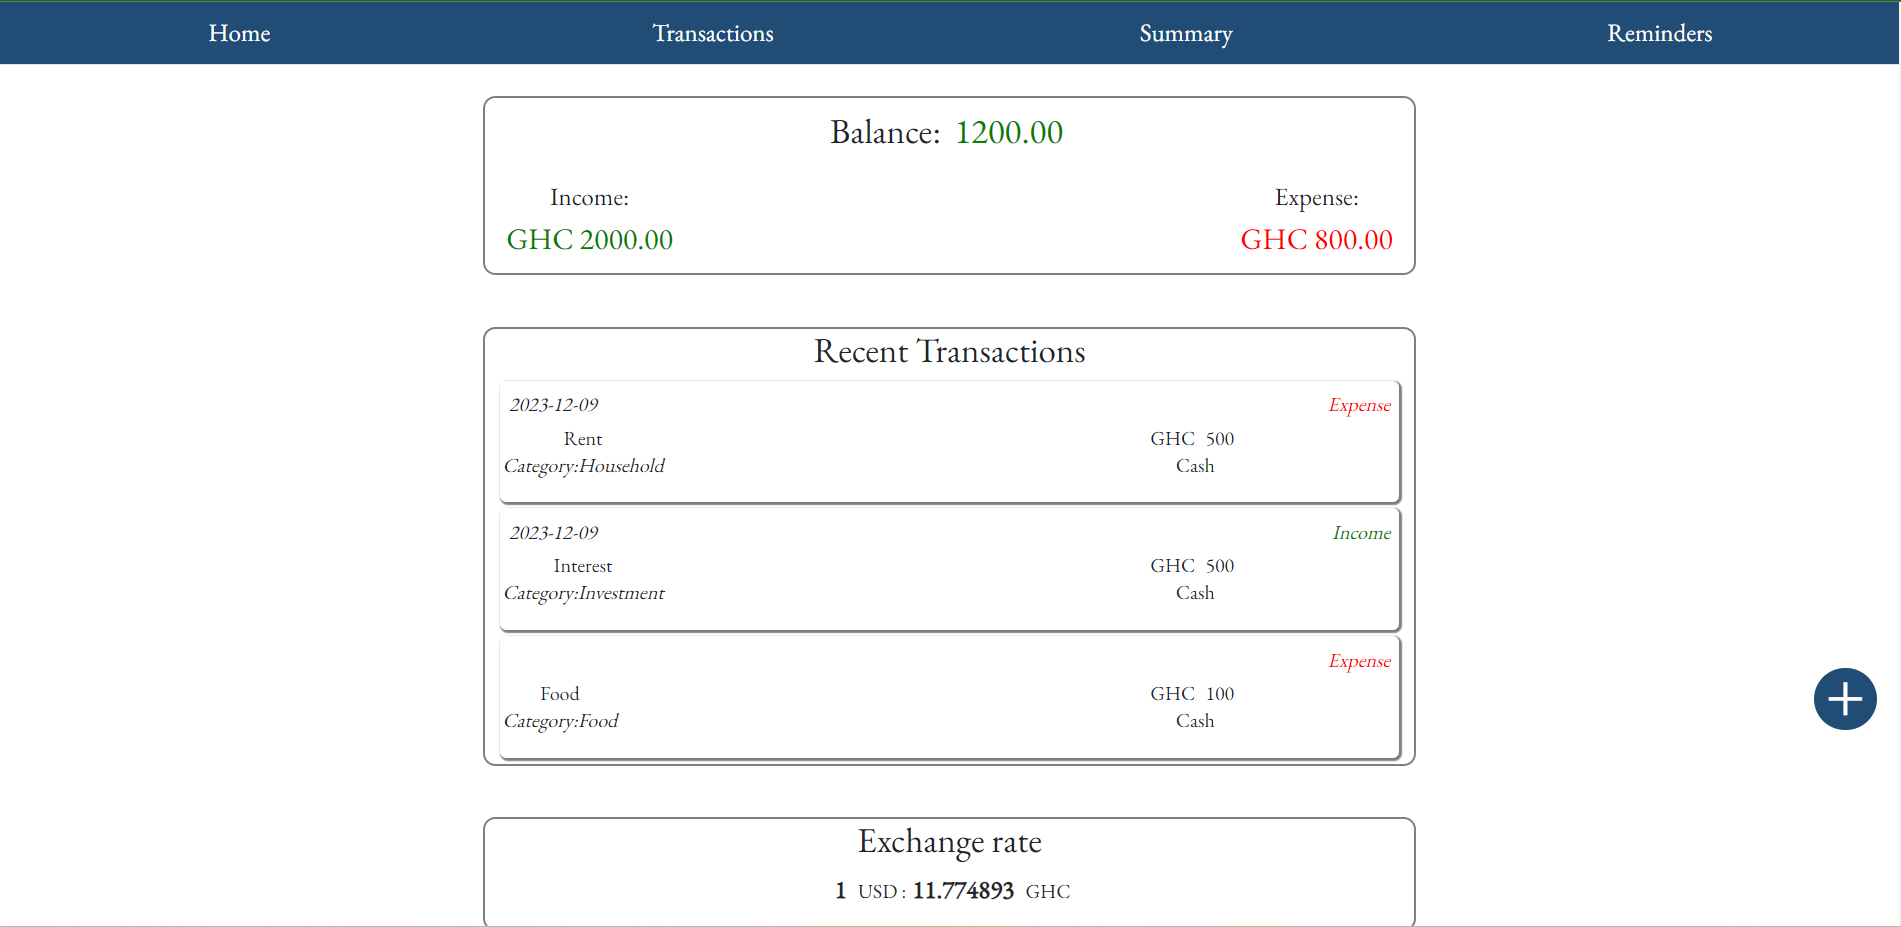 Home Transactions Summary Reminders
Balance: 1200.00
Income: Expense:
GHC 2000.00 GHC 800.00
Recent Transactions
2023-12-09 Expense
Rent GHC 500
Category:Household Cash
2023-12-09 Income
Interest GHC 500
Category:Investment Cash
Expense
Food GHC 100
Category:Food Cash
Exchange rate
1 USD : 11.774893 GHC